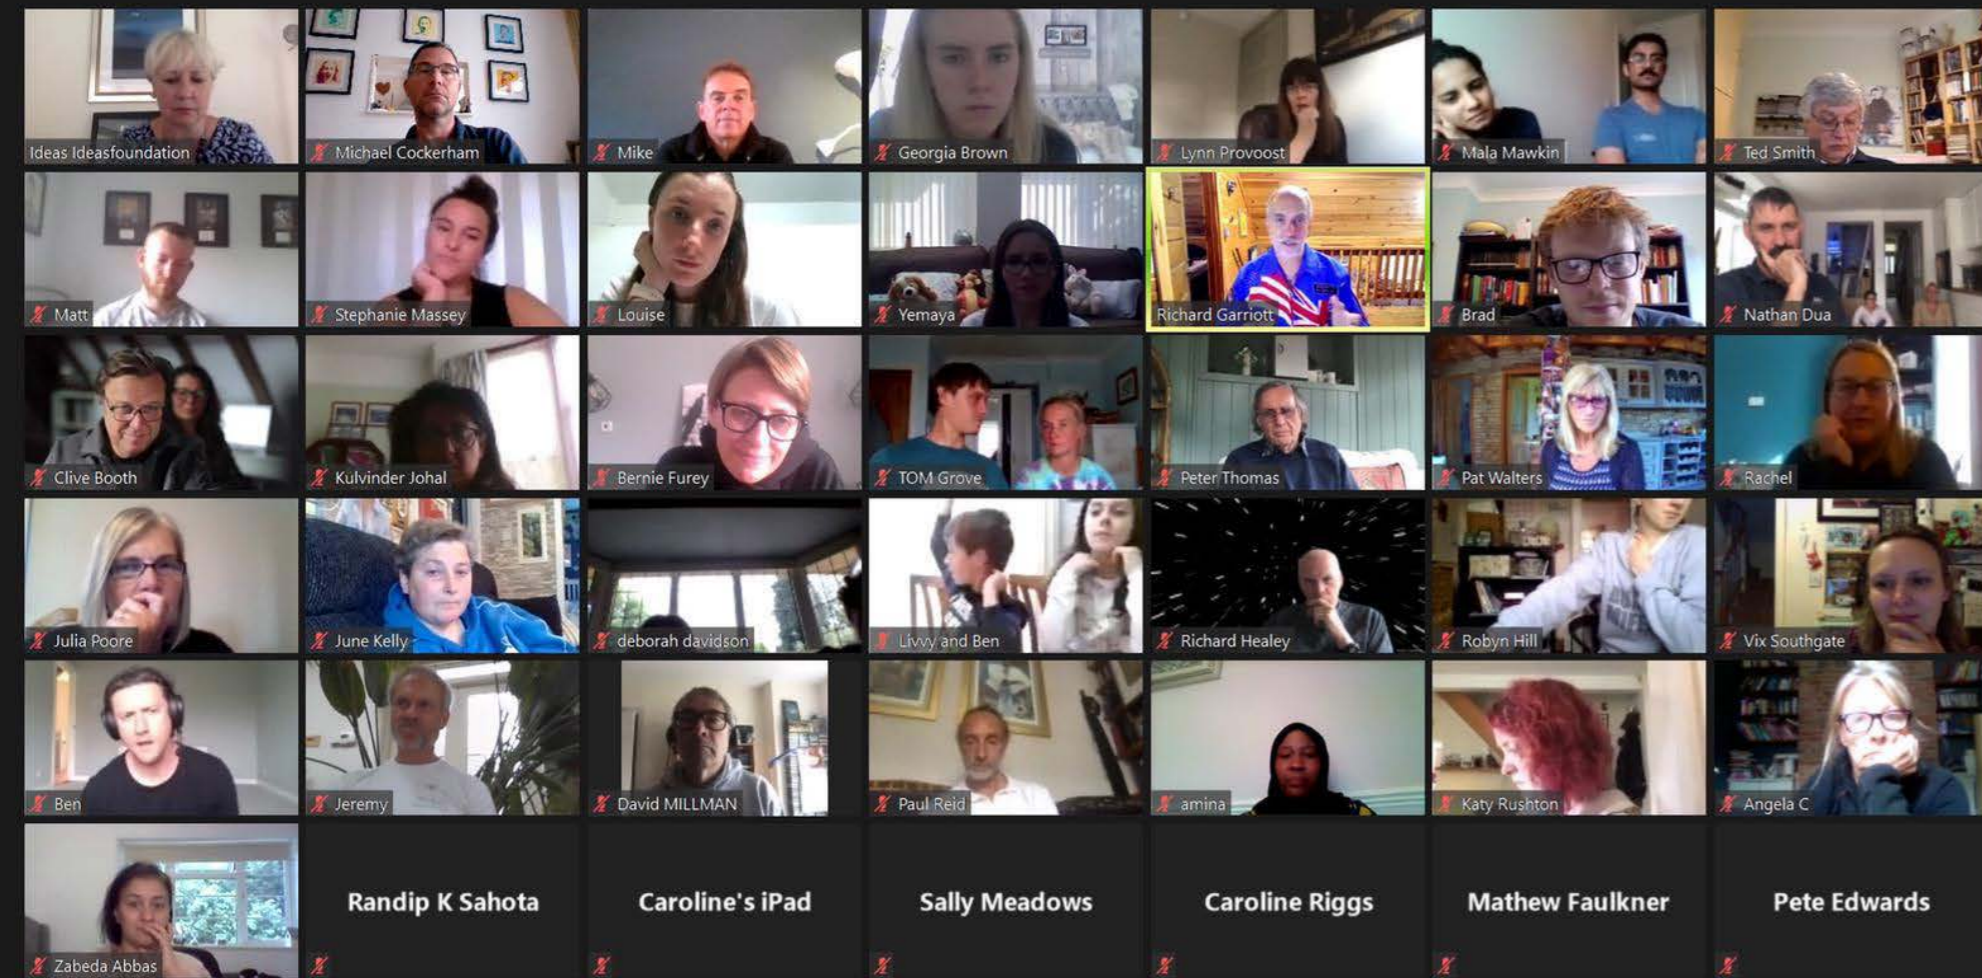 Ideas Ideasfoundation
Michael Cockerham
Mike
Georgia Brown
Lynn Provoost
Mala Mawkin
Ted Smith
Matt
Stephanie Massey
Louise
Yemaya
Richard Garriott
Brad
Nathan Dua
Clive Booth
Kulvinder Johal
Bernie Furey
TOM Grove
Peter Thomas
Pat Walters
Rachel
Julia Poore
June Kelly
deborah davidson
Livvy and Ben
Richard Healey
Robyn Hill
Vix Southgate
Ben
Jeremy
David MILLMAN
Paul Reid
amina
Katy Rushton
Angela C
Zabeda Abbas
Randip K Sahota
Caroline's iPad
Sally Meadows
Caroline Riggs
Mathew Faulkner
Pete Edwards